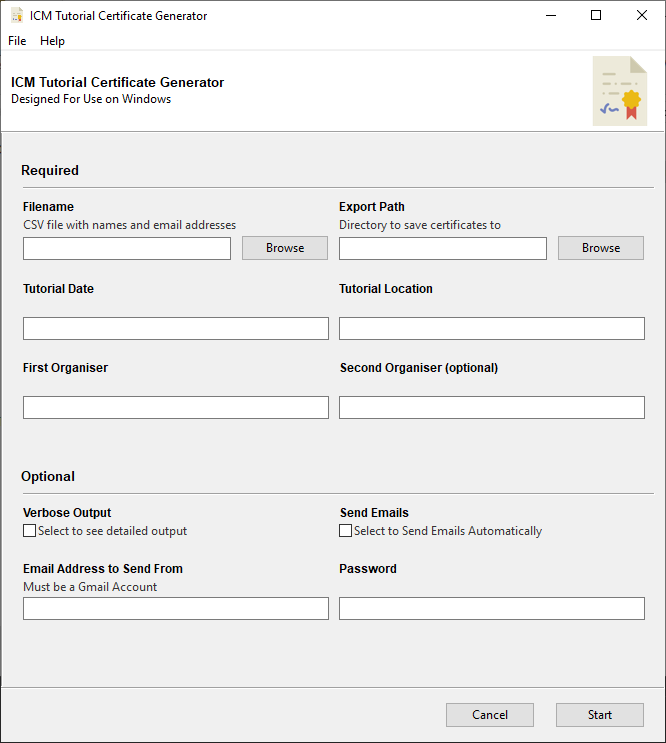 ICM Tutorial Certificate Generator
File Help
ICM Tutorial Certificate Generator
Designed For Use on Windows
Required
Filename Export Path
CSV file with names and email addresses Directory to save certificates to
Browse Browse
Tutorial Date Tutorial Location
First Organiser Second Organiser (optional)
Optional
Verbose Output Send Emails
Select to see detailed output Select to Send Emails Automatically
Email Address to Send From Password
Must be a Gmail Account
Cancel Start